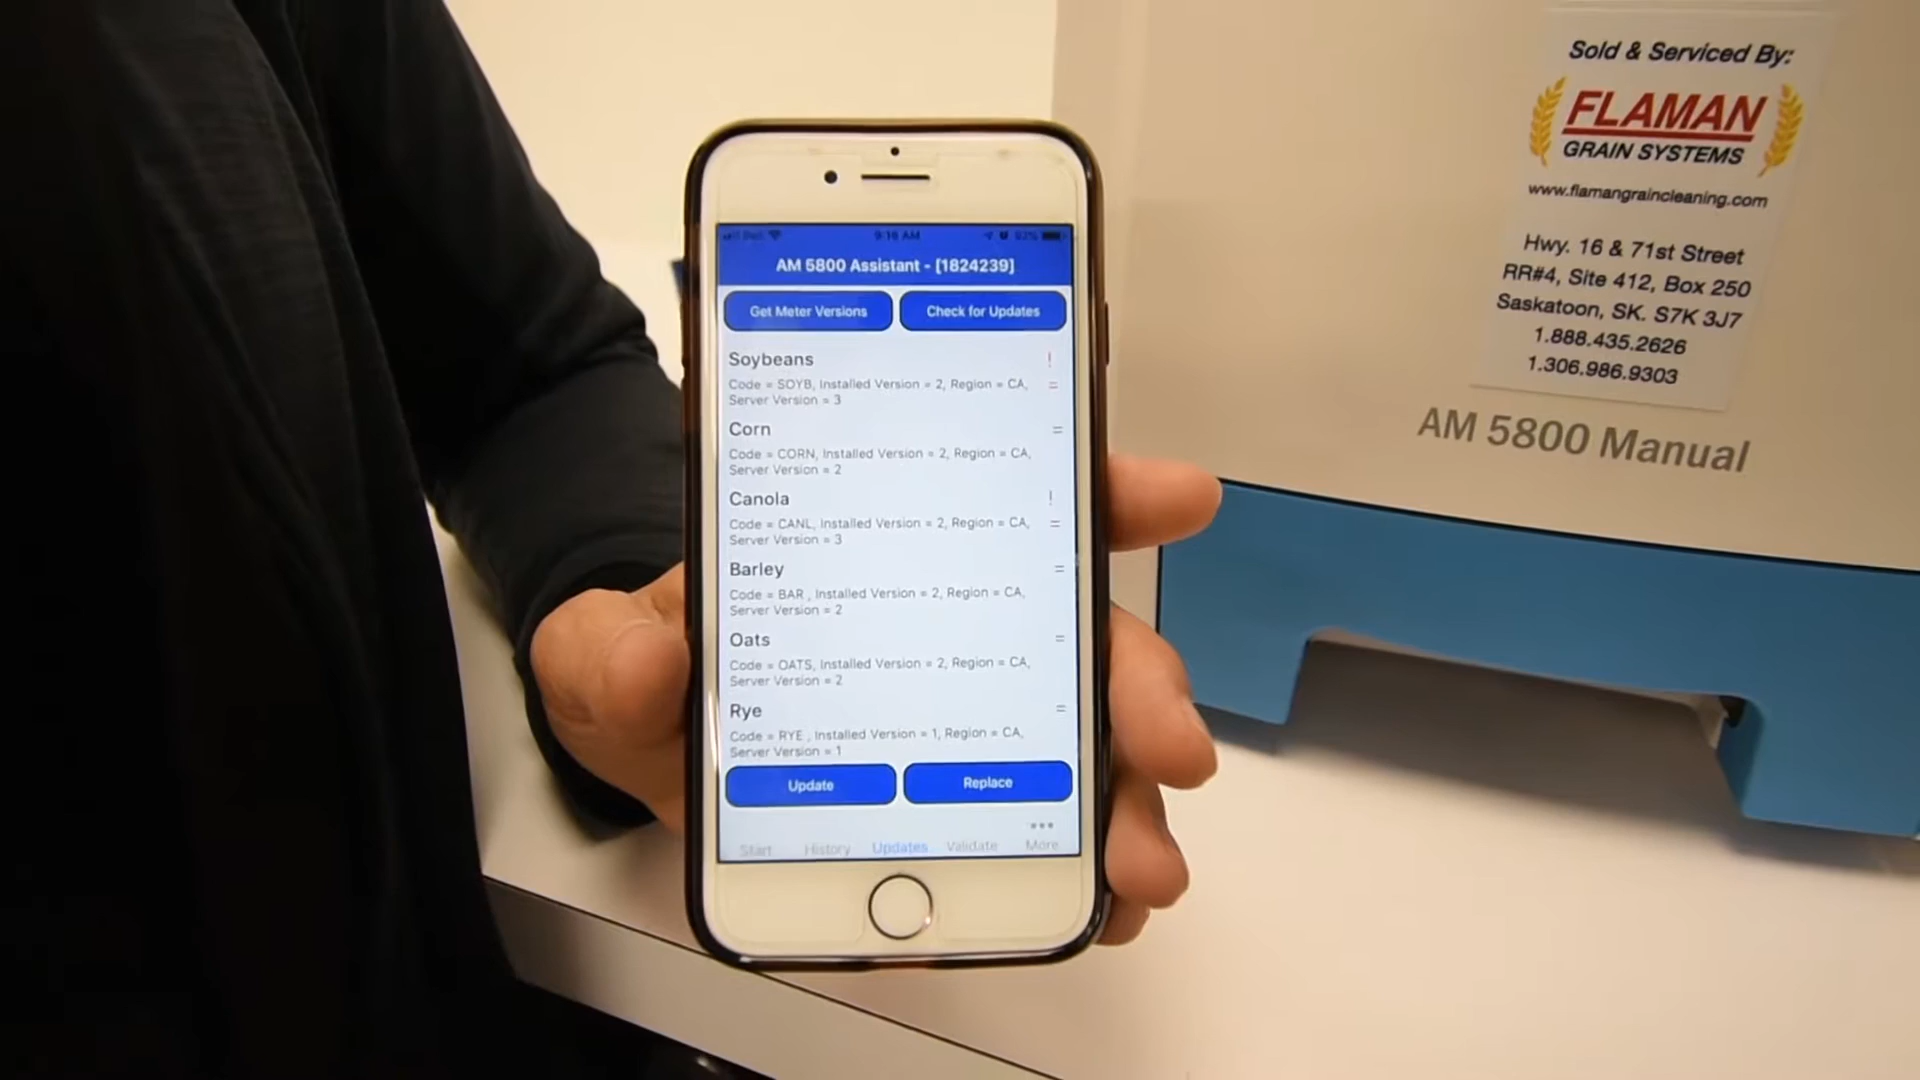 9:16 AM
AM 5800 Assistant - [1824239]
Get Meter Versions
Check for Updates
Soybeans !
Code = SOYB, Installed Version = 2, Region = CA, =
Server Version = 3
Corn =
Code = CORN, Installed Version = 2, Region = CA,
Server Version = 2
Canola !
Code = CANL, Installed Version = 2, Region = CA, =
Server Version = 3
Barley =
Code = BAR , Installed Version = 2, Region = CA,
Server Version = 2
Oats =
Code = OATS, Installed Version = 2, Region = CA,
Server Version = 2
Rye =
Code = RYE , Installed Version = 1, Region = CA,
Server Version = 1
Update
Replace
Start
History
Updates
Validate
More
Sold & Serviced By:
FLAMAN
GRAIN SYSTEMS
www.flamangraincleaning.com
Hwy. 16 & 71st Street
RR#4, Site 412, Box 250
Saskatoon, SK. S7K 3J7
1.888.435.2626
1.306.986.9303
AM 5800 Manual